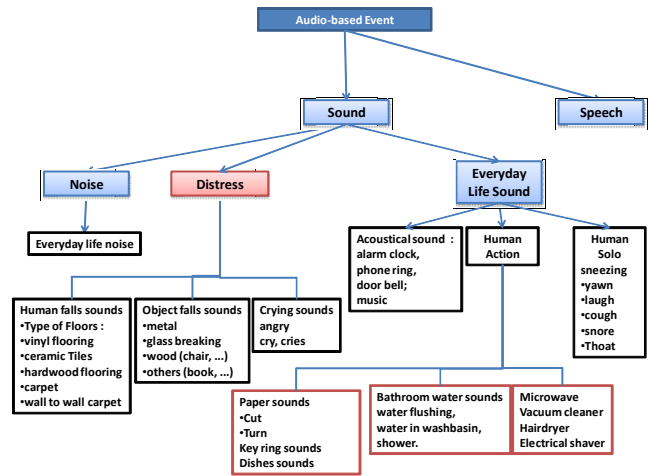 Audio-based Event
Sound
Speech
Noise
Distress
Everyday
Life Sound
Everyday life noise
Acoustical sound :
alarm clock,
phone ring,
door bell;
music
Human
Action
Human
Solo
sneezing
•yawn
•laugh
•cough
•snore
•Thoat
Human falls sounds
•Type of Floors :
•vinyl flooring
•ceramic Tiles
•hardwood flooring
•carpet
•wall to wall carpet
Object falls sounds
•metal
•glass breaking
•wood (chair, ...)
•others (book, ...)
Crying sounds
angry
cry, cries
Paper sounds
•Cut
•Turn
Key ring sounds
Dishes sounds
Bathroom water sounds
water flushing,
water in washbasin,
shower.
Microwave
Vacuum cleaner
Hairdryer
Electrical shaver